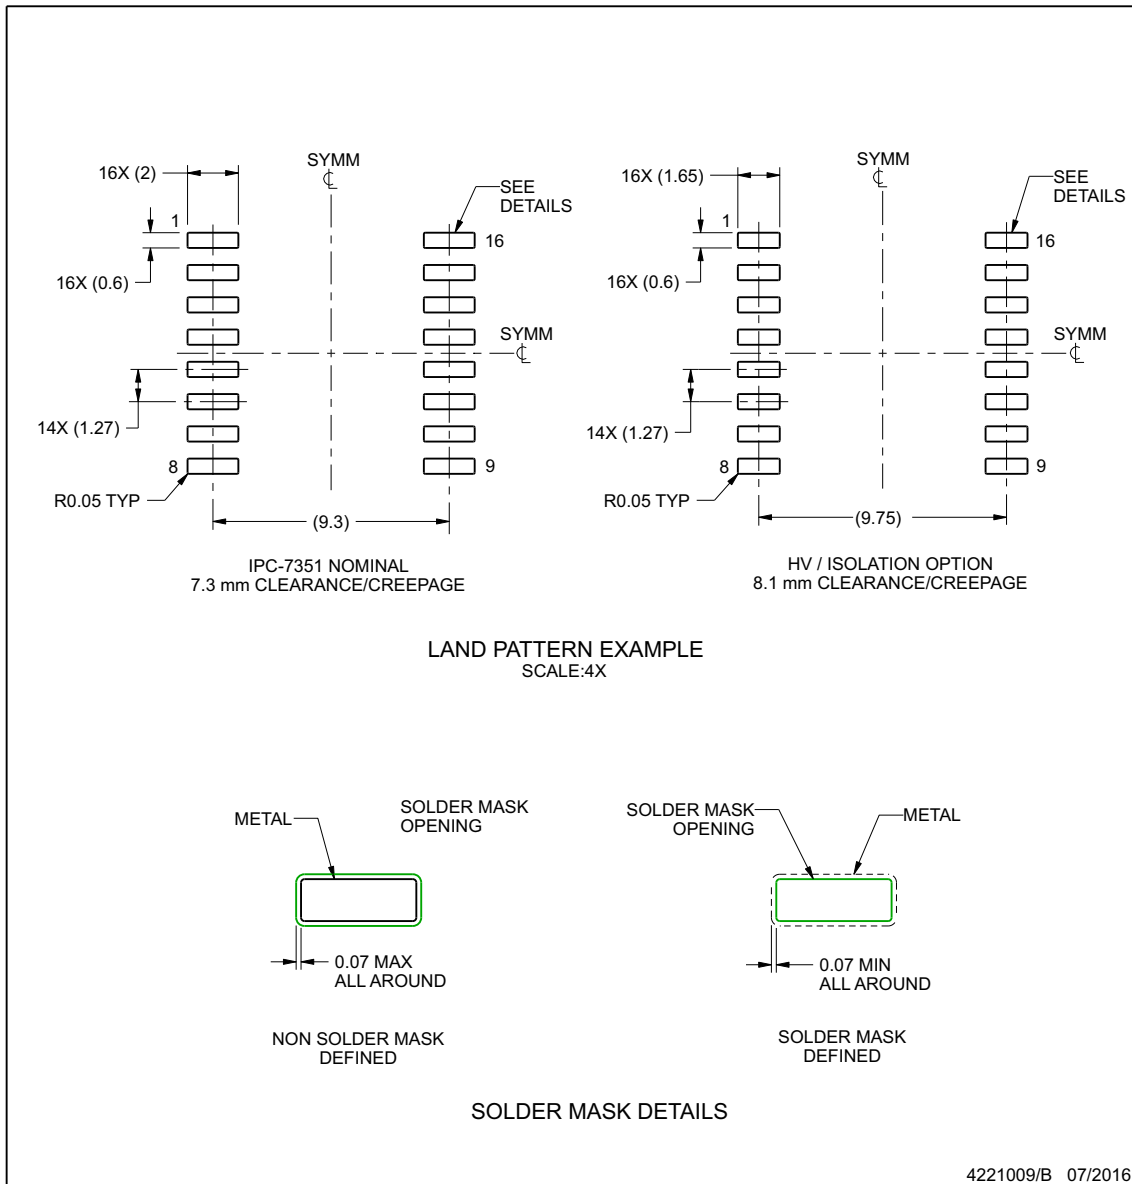 16X (2)
SYMM
SEE
DETAILS
1
16
16X (0.6)
SYMM
14X (1.27)
8
9
R0.05 TYP
(9.3)
IPC-7351 NOMINAL
7.3 mm CLEARANCE/CREEPAGE
16X (1.65)
SYMM
SEE
DETAILS
1
16
16X (0.6)
SYMM
14X (1.27)
8
9
R0.05 TYP
(9.75)
HV / ISOLATION OPTION
8.1 mm CLEARANCE/CREEPAGE
LAND PATTERN EXAMPLE
SCALE:4X
METAL
SOLDER MASK
OPENING
0.07 MAX
ALL AROUND
NON SOLDER MASK
DEFINED
SOLDER MASK
OPENING
METAL
0.07 MIN
ALL AROUND
SOLDER MASK
DEFINED
SOLDER MASK DETAILS
4221009/B 07/2016